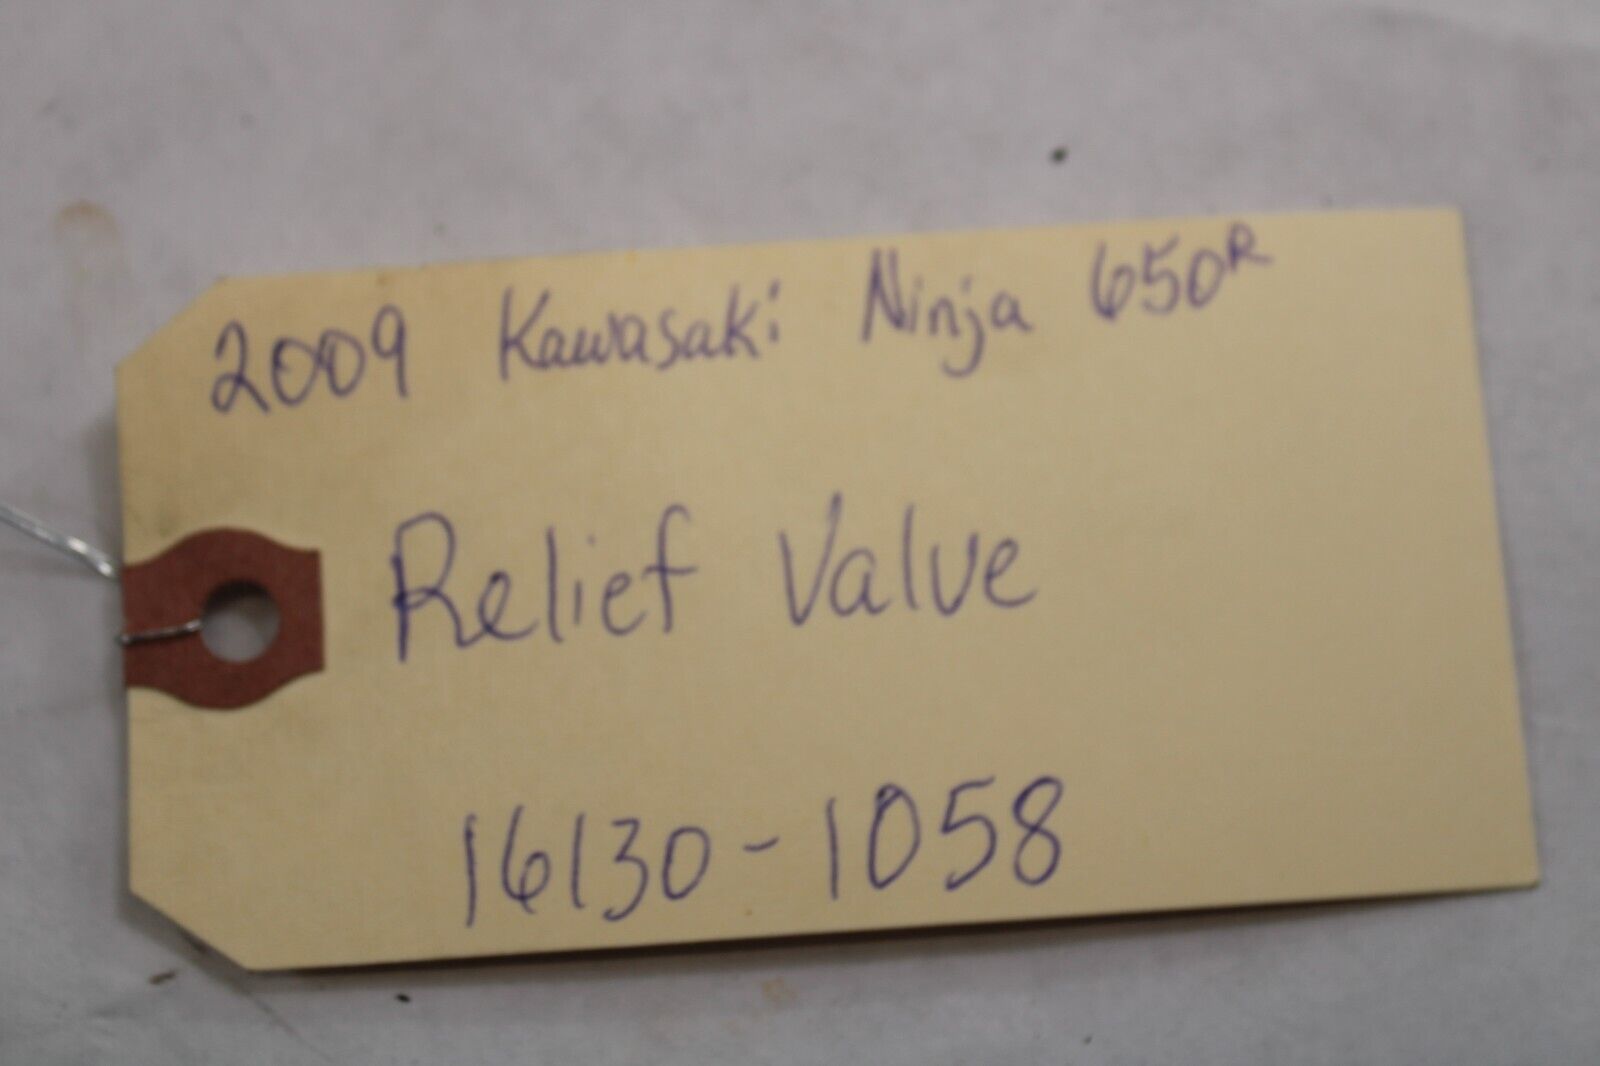 2009 Kawasaki Ninja 650R
Relief Valve
16130-1058